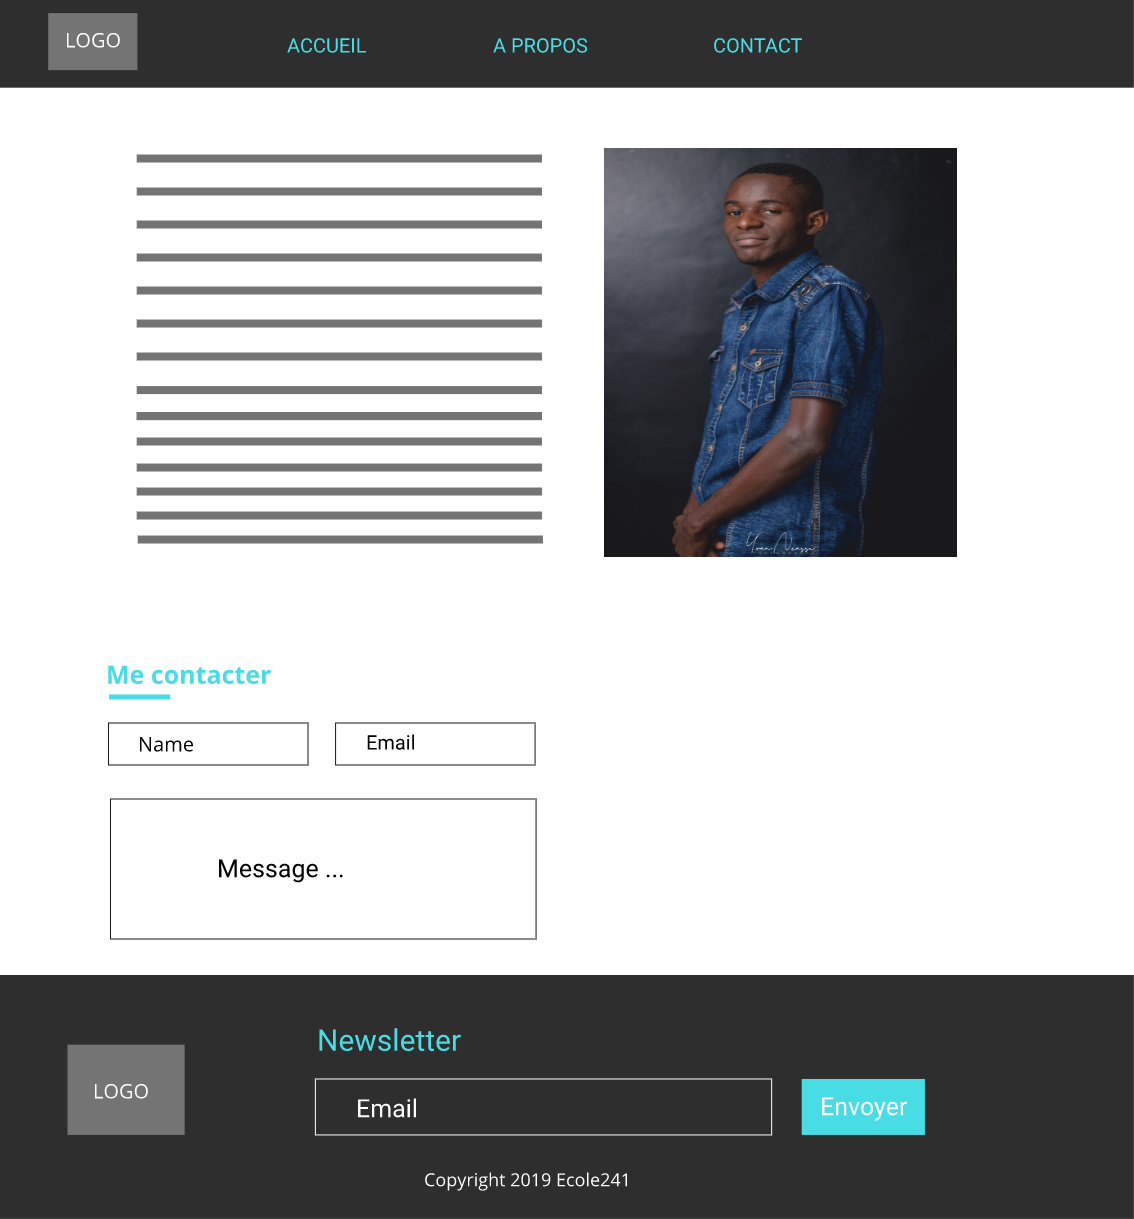 LOGO
ACCUEIL
A PROPOS
CONTACT
Me contacter
Name
Email
Message ...
Newsletter
LOGO
Email
Envoyer
Copyright 2019 Ecole241